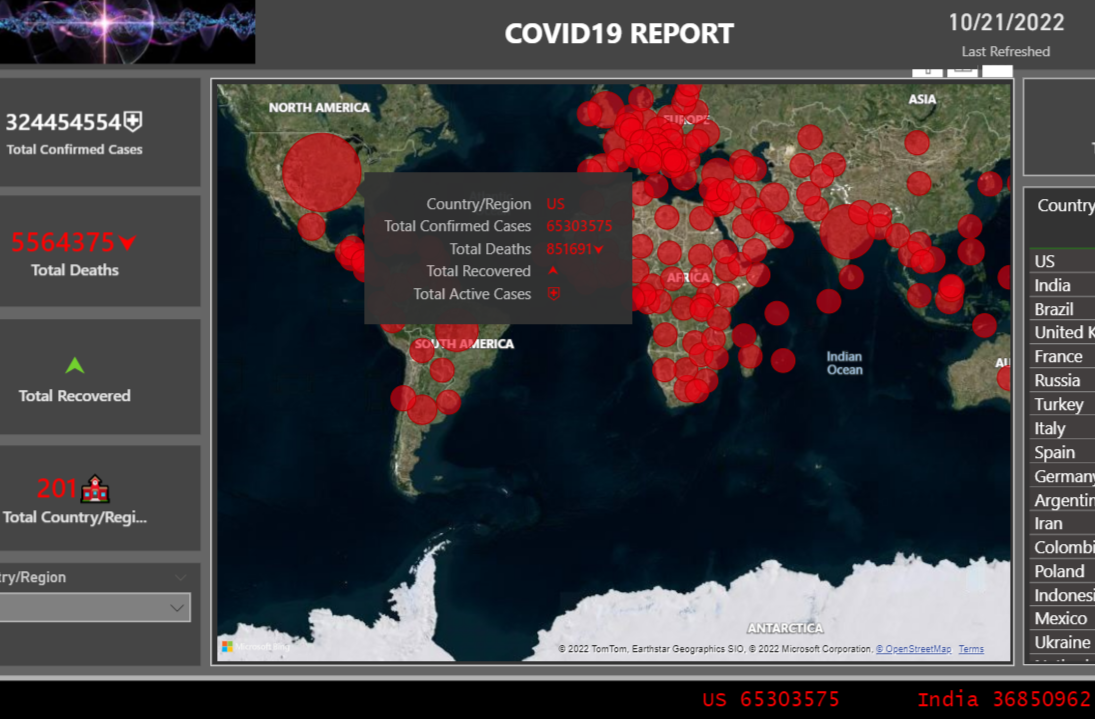 COVID19 REPORT
10/21/2022
Last Refreshed
324454554
Total Confirmed Cases
5564375
Total Deaths
Total Recovered
201
Total Country/Regi...
ry/Region
NORTH AMERICA
EUROPE
ASIA
AFRICA
SOUTH AMERICA
Indian
Ocean
AU
ANTARCTICA
Country/Region US
Total Confirmed Cases 65303575
Total Deaths 851691
Total Recovered
Total Active Cases
Microsoft Bing
© 2022 TomTom, Earthstar Geographics SIO, © 2022 Microsoft Corporation, © OpenStreetMap Terms
Country
US
India
Brazil
United K
France
Russia
Turkey
Italy
Spain
Germany
Argentin
Iran
Colombi
Poland
Indonesi
Mexico
Ukraine
US 65303575 India 36850962